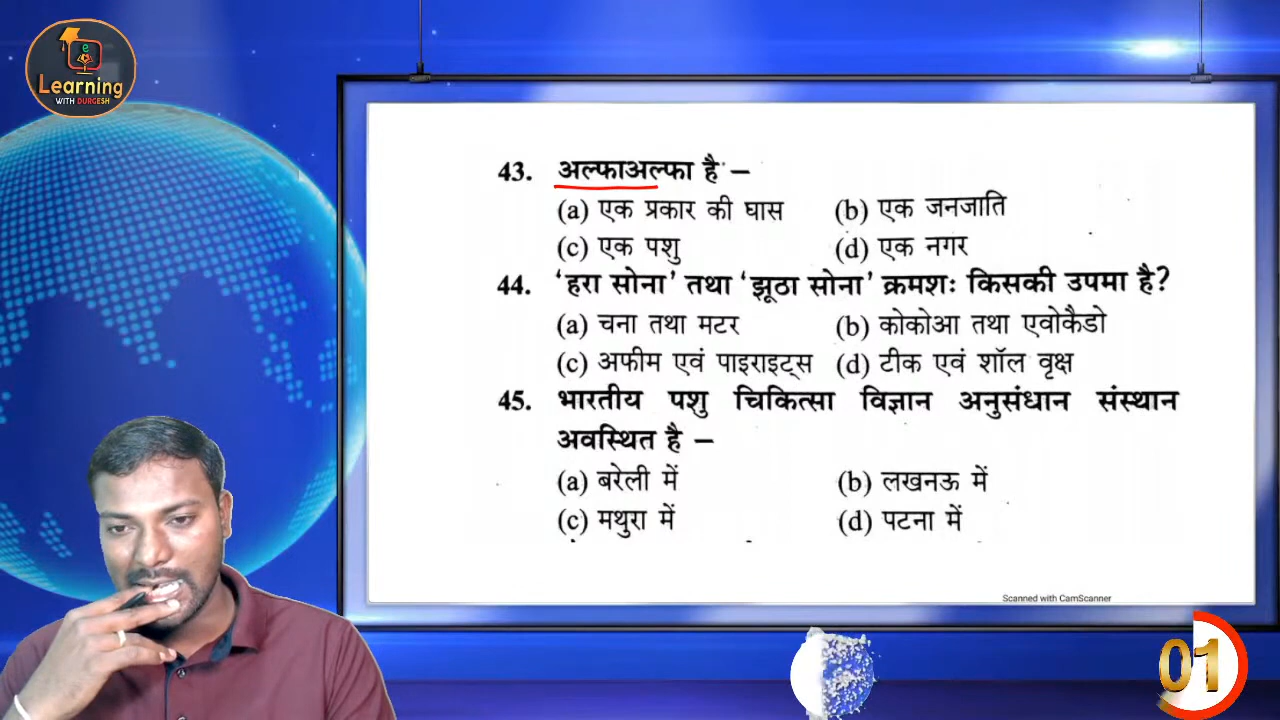 e
Learning
WITH DURGESH
43. अल्फाअल्फा है –
(a) एक प्रकार की घास (b) एक जनजाति
(c) एक पशु (d) एक नगर
44. ‘हरा सोना’ तथा ‘झूठा सोना’ क्रमशः किसकी उपमा है?
(a) चना तथा मटर (b) कोकोआ तथा एवोकैडो
(c) अफीम एवं पाइराइट्स (d) टीक एवं शॉल वृक्ष
45. भारतीय पशु चिकित्सा विज्ञान अनुसंधान संस्थान
अवस्थित है –
(a) बरेली में (b) लखनऊ में
(c) मथुरा में (d) पटना में
Scanned with CamScanner
01